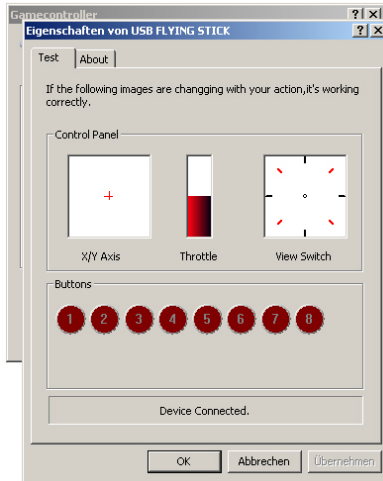 Gamecontroller
Eigenschaften von USB FLYING STICK
Test
About
If the following images are changging with your action,it's working
correctly.
Control Panel
X/Y Axis
Throttle
View Switch
Buttons
1 2 3 4 5 6 7 8
Device Connected.
OK
Abbrechen
Übernehmen